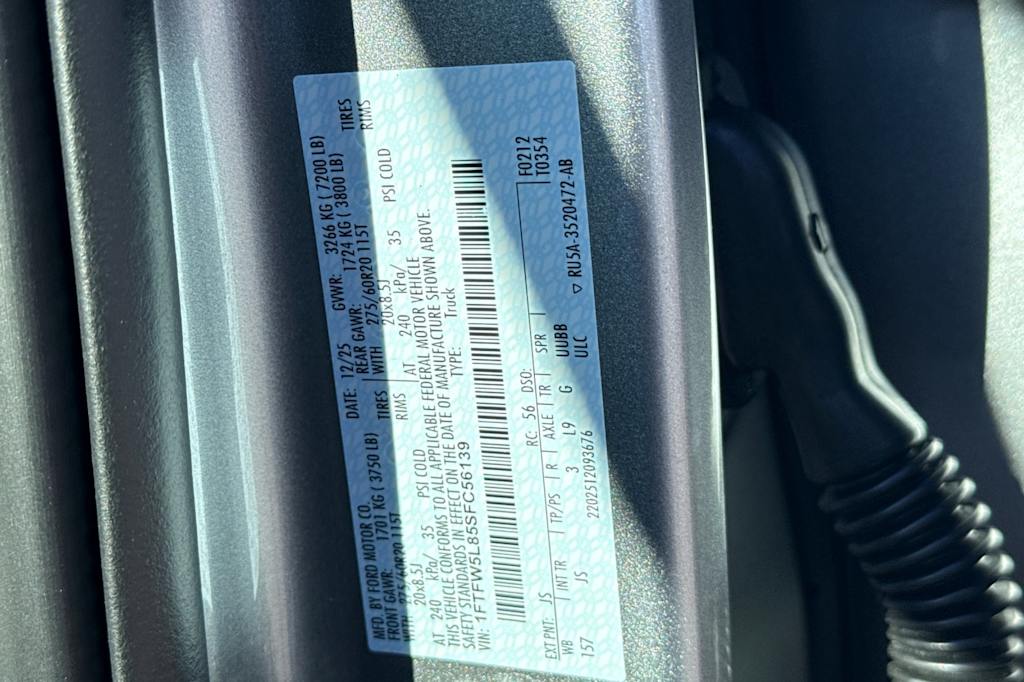 MFD. BY FORD MOTOR CO. DATE: 12/25 GVWR: 3266 KG ( 7200 LB)
FRONT GAWR: 1701 KG ( 3750 LB) REAR GAWR: 1724 KG ( 3800 LB)
WITH 275/60R20 115T TIRES WITH 275/60R20 115T TIRES
20x8.5J RIMS 20x8.5J RIMS
AT 240 kPa/ 35 PSI COLD AT 240 kPa/ 35 PSI COLD
THIS VEHICLE CONFORMS TO ALL APPLICABLE FEDERAL MOTOR VEHICLE
SAFETY STANDARDS IN EFFECT ON THE DATE OF MANUFACTURE SHOWN ABOVE.
VIN: 1FTFW5L85SFC56139 TYPE: Truck
F0212
T0354
RC: 56 DSO:
EXT PNT: JS
WB INT TR TP/PS R AXLE TR SPR
157 JS 3 L9 G UUBB
ULC
2202512093676 ▽ RU5A-3520472-AB